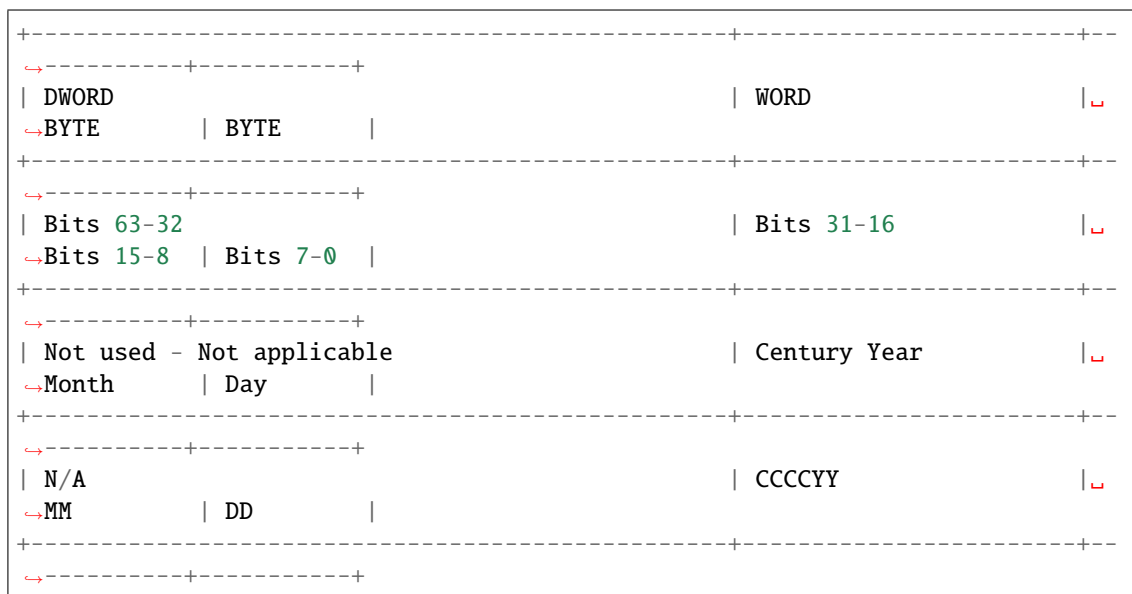 +--------------------------------------------------+------------------------+--
↪----------+-----------+
| DWORD                                            | WORD                   |␣
↪BYTE       | BYTE      |
+--------------------------------------------------+------------------------+--
↪----------+-----------+
| Bits 63-32                                       | Bits 31-16             |␣
↪Bits 15-8  | Bits 7-0  |
+--------------------------------------------------+------------------------+--
↪----------+-----------+
| Not used - Not applicable                        | Century Year           |␣
↪Month      | Day       |
+--------------------------------------------------+------------------------+--
↪----------+-----------+
| N/A                                              | CCCCYY                 |␣
↪MM         | DD        |
+--------------------------------------------------+------------------------+--
↪----------+-----------+